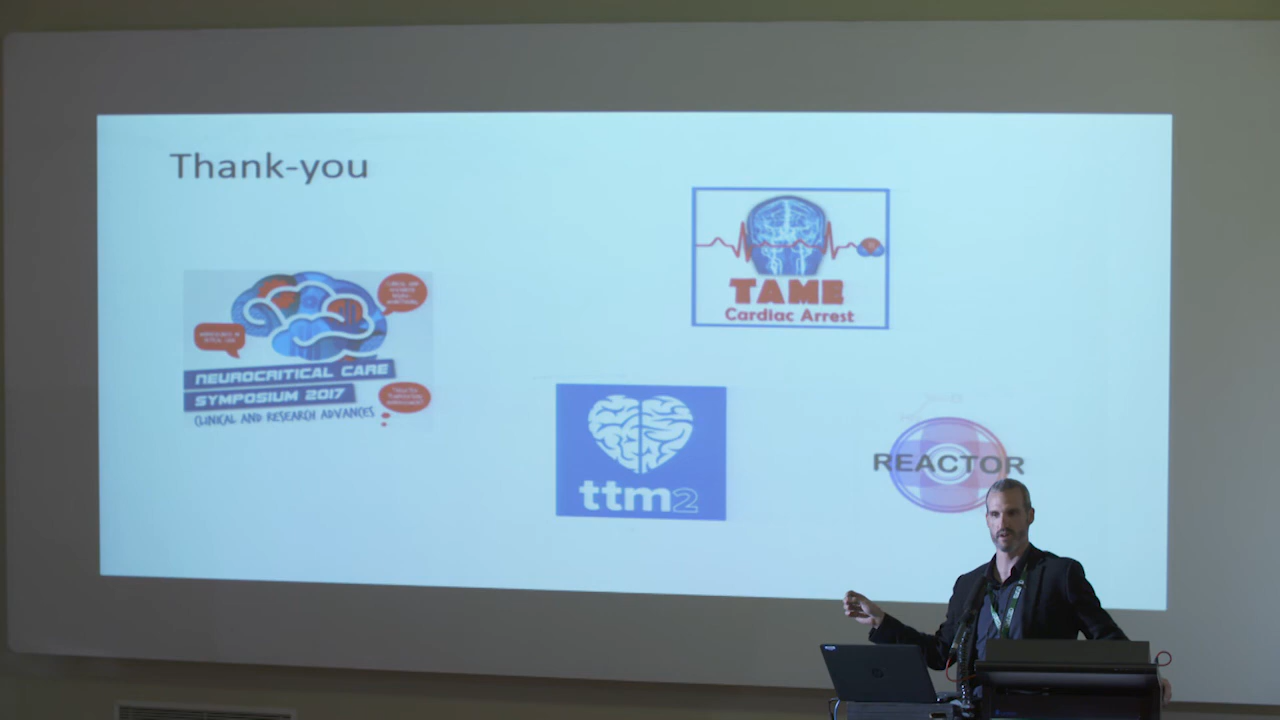 Thank-you
NEUROCRITICAL CARE
SYMPOSIUM 2017
CLINICAL AND RESEARCH ADVANCES
TAME
Cardiac Arrest
ttm2
REACTOR